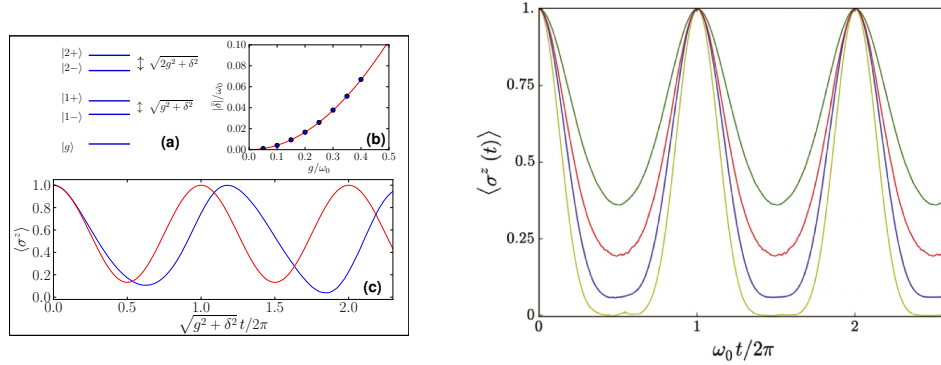 |2+⟩
|2−⟩
↕ √2g² + δ²
|1+⟩
|1−⟩
↕ √g² + δ²
|g⟩
(a)
0.10
0.08
0.06
0.04
0.02
0.00
|δ̃|/ω₀
0.0 0.1 0.2 0.3 0.4 0.5
g/ω₀
(b)
1.0
0.8
0.6
0.4
0.2
0.0
⟨σᶻ⟩
0.0 0.5 1.0 1.5 2.0
√g² + δ² t/2π
(c)
1.
0.75
0.5
0.25
0
⟨σᶻ (t)⟩
0 1 2
ω₀ t/2π